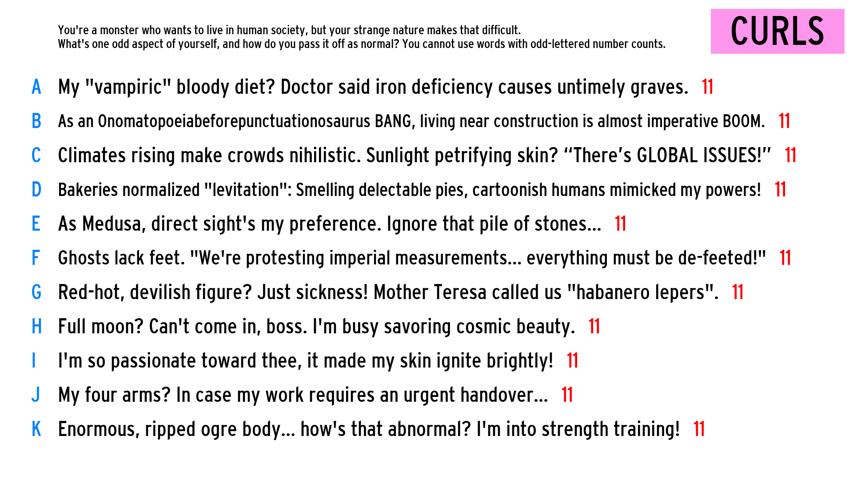 You're a monster who wants to live in human society, but your strange nature makes that difficult.
What's one odd aspect of yourself, and how do you pass it off as normal? You cannot use words with odd-lettered number counts.
CURLS
A My "vampiric" bloody diet? Doctor said iron deficiency causes untimely graves. 11
B As an Onomatopoeiabeforepunctuationosaurus BANG, living near construction is almost imperative BOOM. 11
C Climates rising make crowds nihilistic. Sunlight petrifying skin? “There’s GLOBAL ISSUES!” 11
D Bakeries normalized "levitation": Smelling delectable pies, cartoonish humans mimicked my powers! 11
E As Medusa, direct sight's my preference. Ignore that pile of stones... 11
F Ghosts lack feet. "We're protesting imperial measurements... everything must be de-feeted!" 11
G Red-hot, devilish figure? Just sickness! Mother Teresa called us "habanero lepers". 11
H Full moon? Can't come in, boss. I'm busy savoring cosmic beauty. 11
I I'm so passionate toward thee, it made my skin ignite brightly! 11
J My four arms? In case my work requires an urgent handover... 11
K Enormous, ripped ogre body... how's that abnormal? I'm into strength training! 11